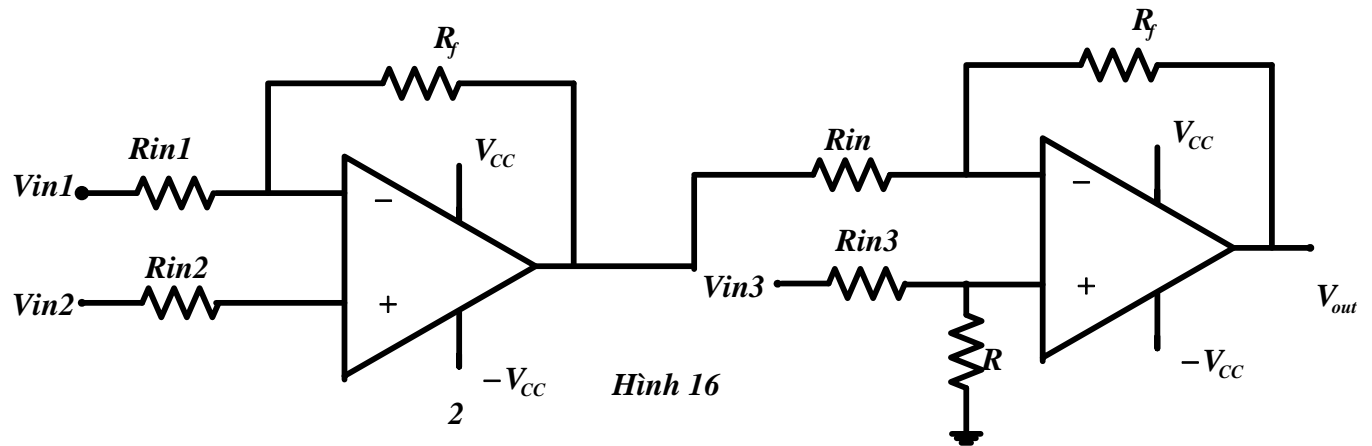 R_f
R_f
Rin1
V_CC
Rin
V_CC
Vin1
−
−
Rin2
Rin3
Vin2
+
Vin3
+
V_out
R
−V_CC
Hình 16
−V_CC
2